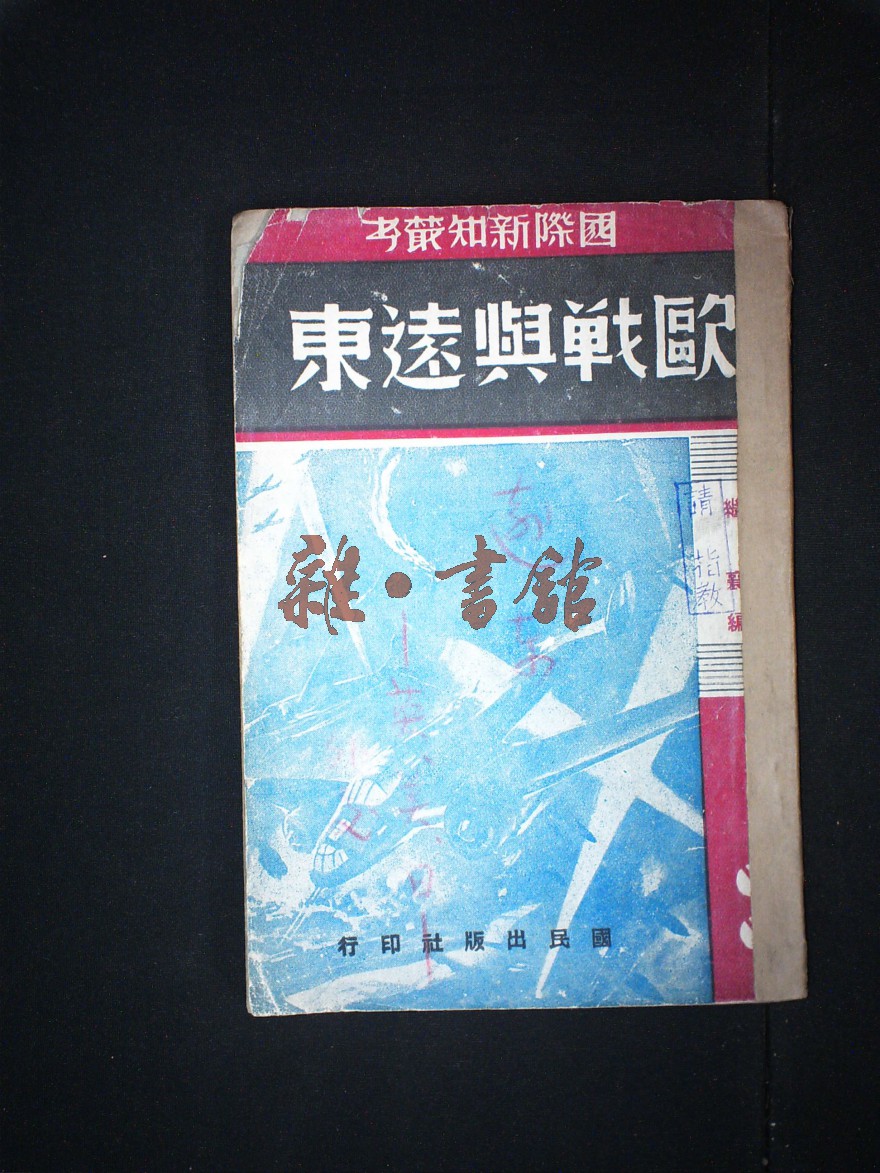 國際新知叢書
歐戰與遠東
編
請指教
雜·書館
國民出版社印行